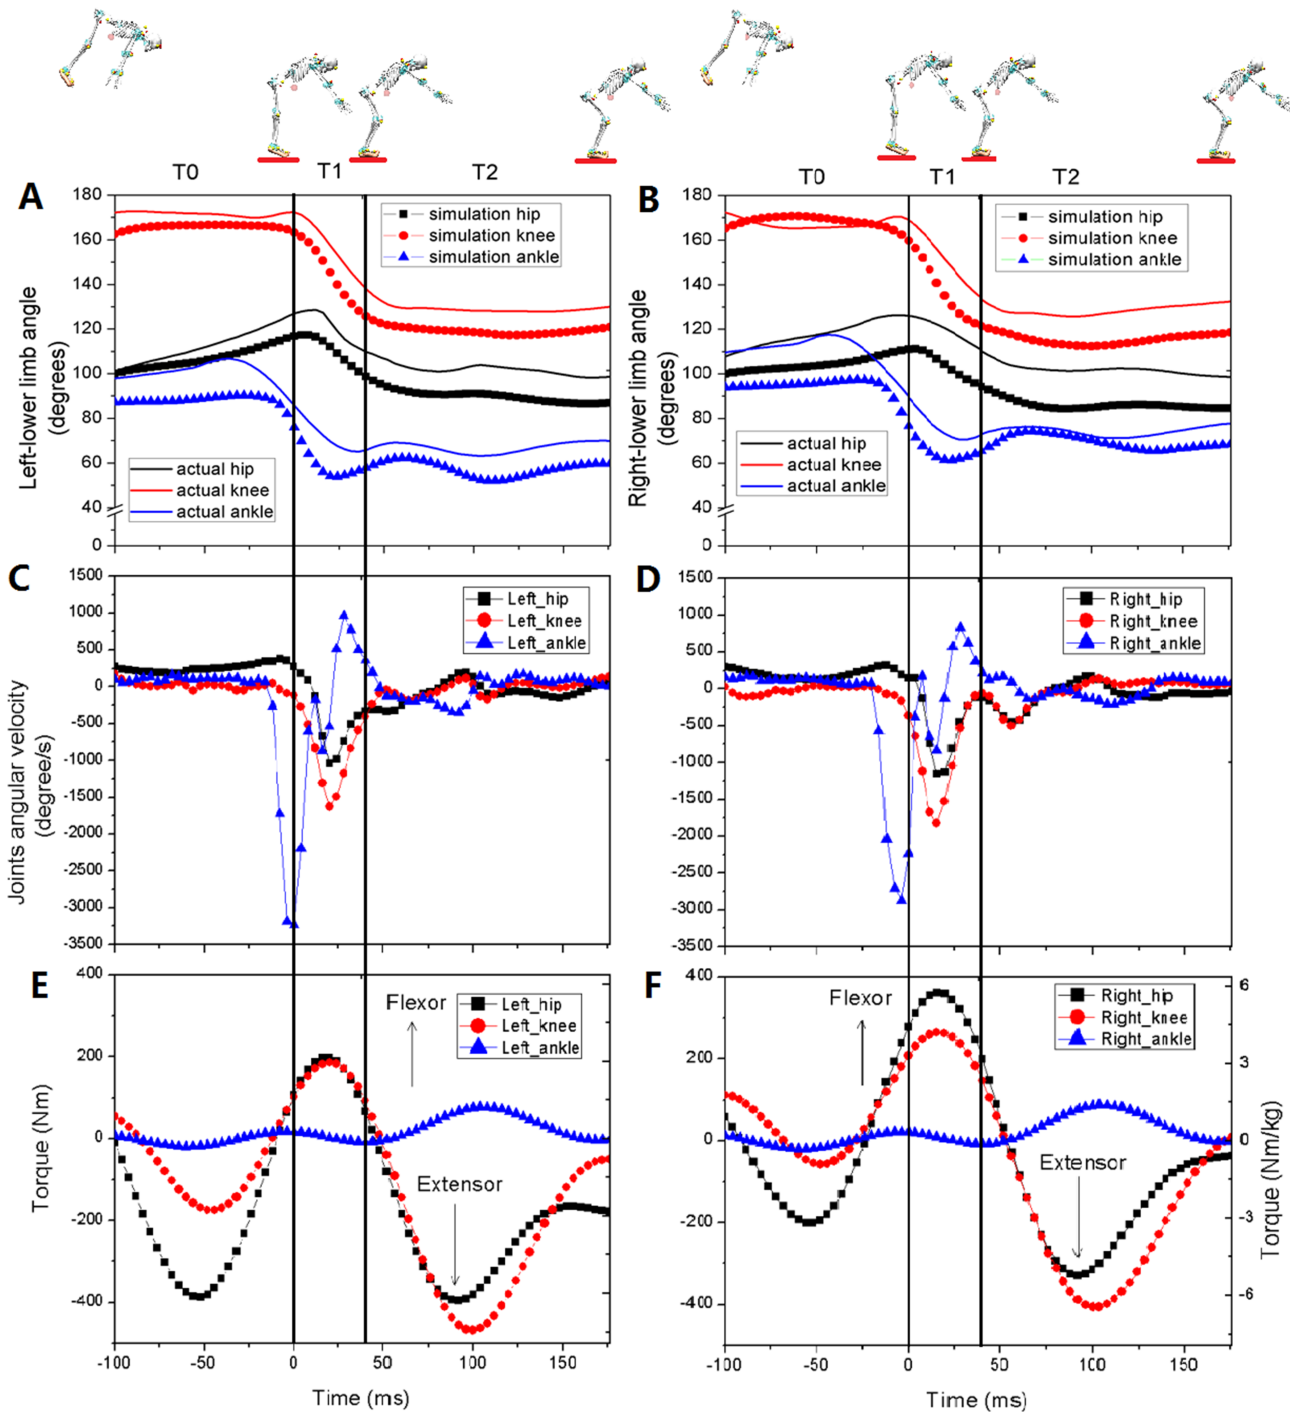 T0 T1 T2
T0 T1 T2
A
180
160
140
120
100
80
60
40
0
Left-lower limb angle
(degrees)
simulation hip
simulation knee
simulation ankle
actual hip
actual knee
actual ankle
B
180
160
140
120
100
80
60
40
0
Right-lower limb angle
(degrees)
simulation hip
simulation knee
simulation ankle
actual hip
actual knee
actual ankle
C
1500
1000
500
0
-500
-1000
-1500
-2000
-2500
-3000
-3500
Joints angular velocity
(degree/s)
Left_hip
Left_knee
Left_ankle
D
1500
1000
500
0
-500
-1000
-1500
-2000
-2500
-3000
-3500
Right_hip
Right_knee
Right_ankle
E
400
200
0
-200
-400
Torque (Nm)
Flexor
Extensor
Left_hip
Left_knee
Left_ankle
-100 -50 0 50 100 150
Time (ms)
F
400
200
0
-200
-400
Flexor
Extensor
Right_hip
Right_knee
Right_ankle
6
3
0
-3
-6
Torque (Nm/kg)
-100 -50 0 50 100 150
Time (ms)